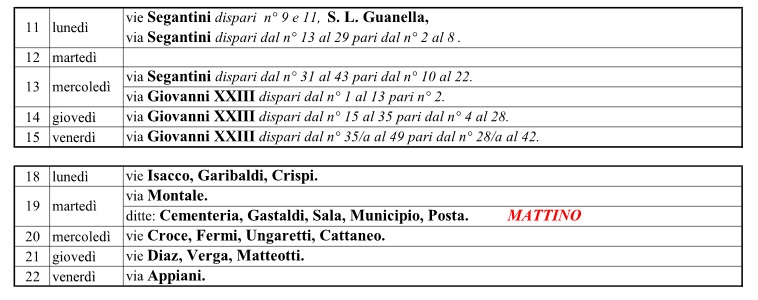 11 lunedì vie Segantini dispari n° 9 e 11, S. L. Guanella,
via Segantini dispari dal n° 13 al 29 pari dal n° 2 al 8 .
12 martedì
13 mercoledì via Segantini dispari dal n° 31 al 43 pari dal n° 10 al 22.
via Giovanni XXIII dispari dal n° 1 al 13 pari n° 2.
14 giovedì via Giovanni XXIII dispari dal n° 15 al 35 pari dal n° 4 al 28.
15 venerdì via Giovanni XXIII dispari dal n° 35/a al 49 pari dal n° 28/a al 42.
18 lunedì vie Isacco, Garibaldi, Crispi.
19 martedì via Montale.
ditte: Cementeria, Gastaldi, Sala, Municipio, Posta. MATTINO
20 mercoledì vie Croce, Fermi, Ungaretti, Cattaneo.
21 giovedì vie Diaz, Verga, Matteotti.
22 venerdì via Appiani.